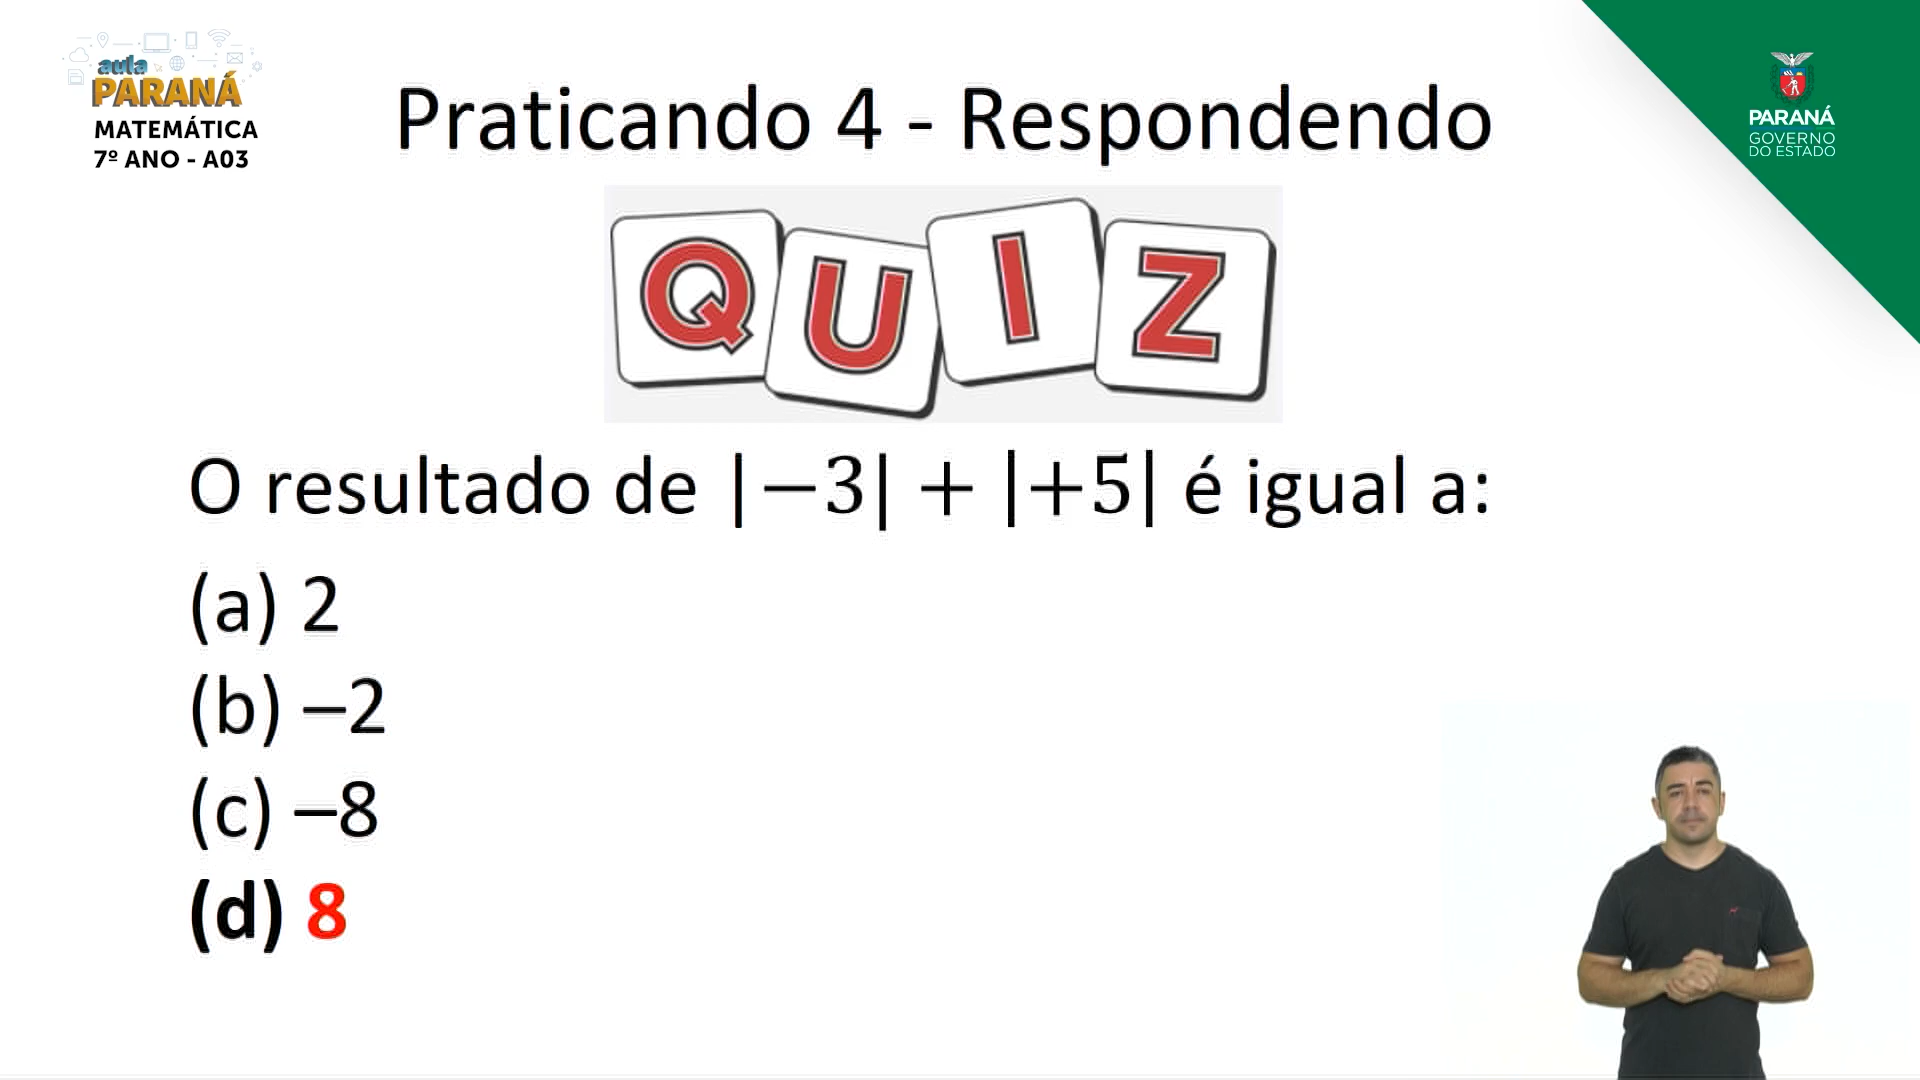 aula
PARANÁ
MATEMÁTICA
7º ANO - A03
Praticando 4 - Respondendo
PARANÁ
GOVERNO
DO ESTADO
QUIZ
O resultado de |−3| + |+5| é igual a:
(a) 2
(b) –2
(c) –8
(d) 8